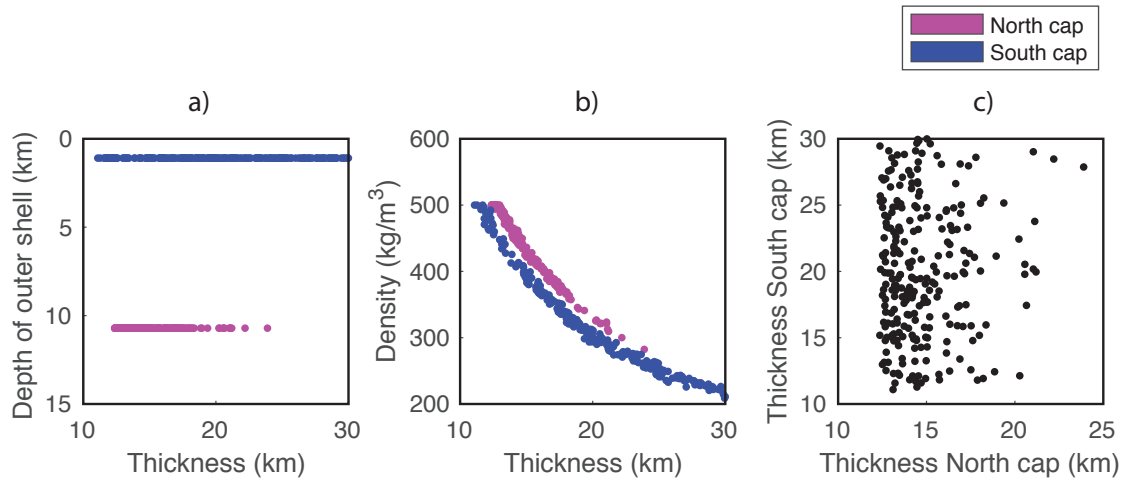 North cap
South cap
a)
b)
c)
Depth of outer shell (km)
0
5
10
15
10
20
30
Thickness (km)
Density (kg/m³)
600
500
400
300
200
10
20
30
Thickness (km)
Thickness South cap (km)
30
25
20
15
10
10
15
20
25
Thickness North cap (km)